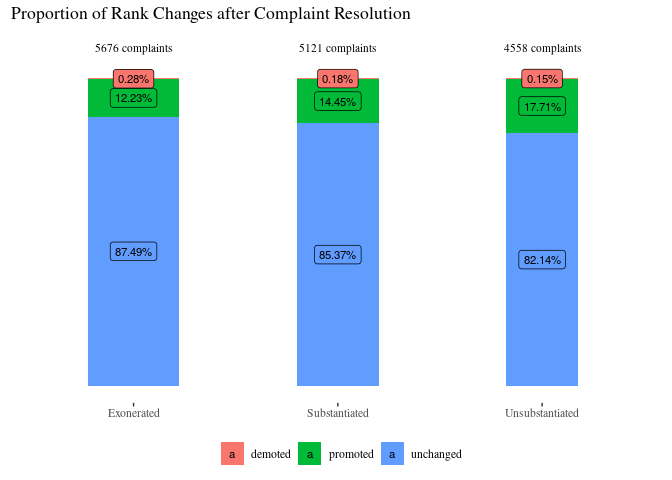 Proportion of Rank Changes after Complaint Resolution
5676 complaints 5121 complaints 4558 complaints
0.28% 0.18% 0.15%
12.23% 14.45% 17.71%
87.49% 85.37% 82.14%
Exonerated Substantiated Unsubstantiated
a demoted a promoted a unchanged